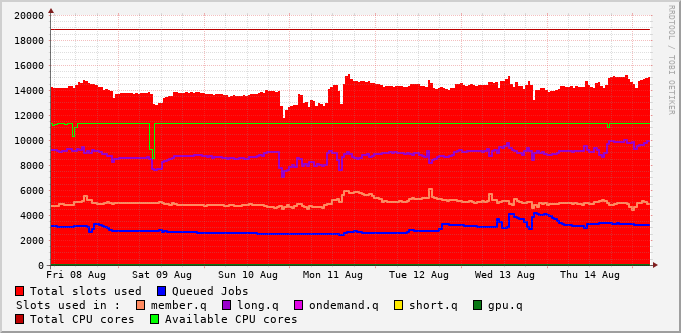 20000
18000
16000
14000
12000
10000
8000
6000
4000
2000
0
Fri 08 Aug Sat 09 Aug Sun 10 Aug Mon 11 Aug Tue 12 Aug Wed 13 Aug Thu 14 Aug
Total slots used Queued Jobs
Slots used in : member.q long.q ondemand.q short.q gpu.q
Total CPU cores Available CPU cores
RRDTOOL / TOBI OETIKER